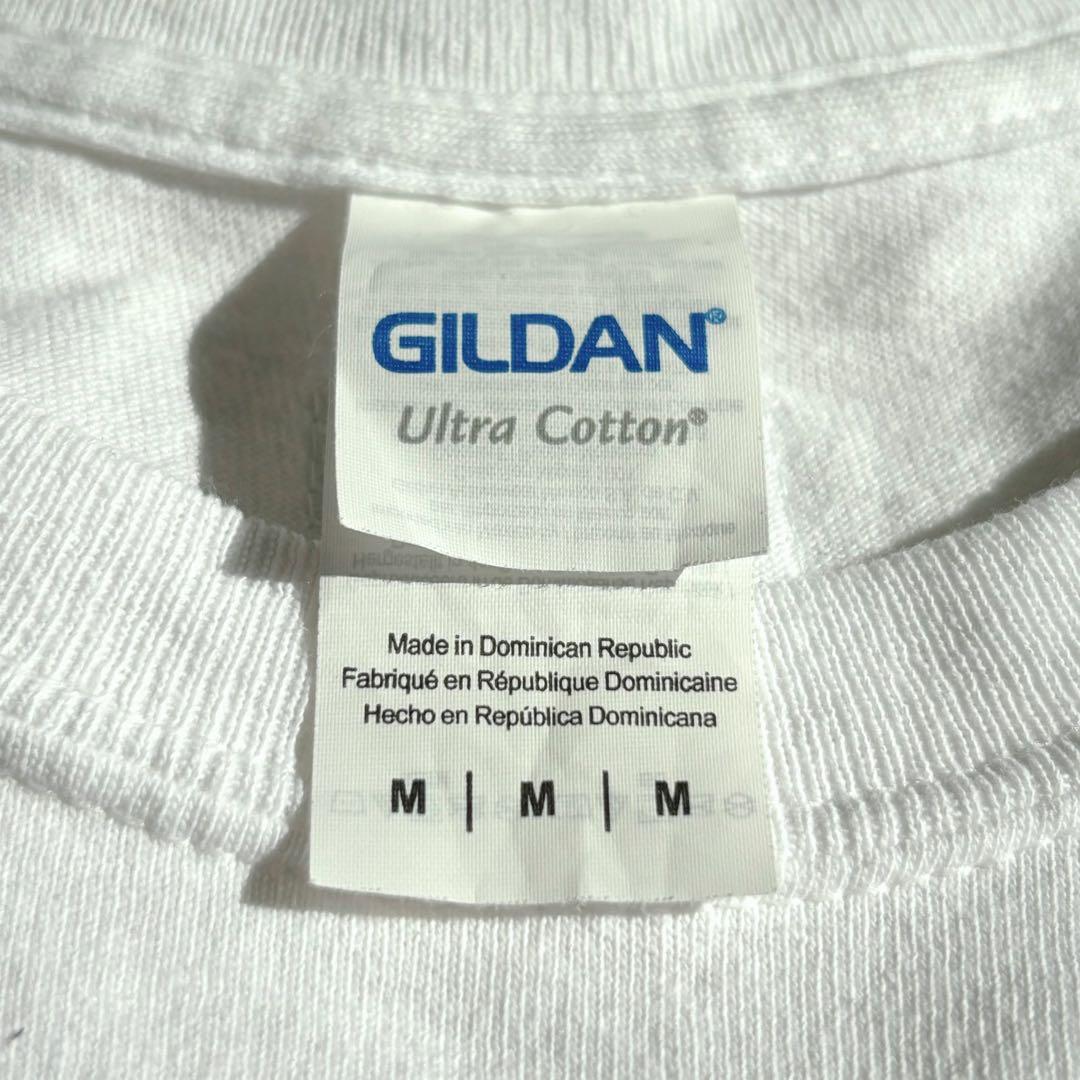 GILDAN®
Ultra Cotton®
Made in Dominican Republic
Fabriqué en République Dominicaine
Hecho en República Dominicana
M | M | M